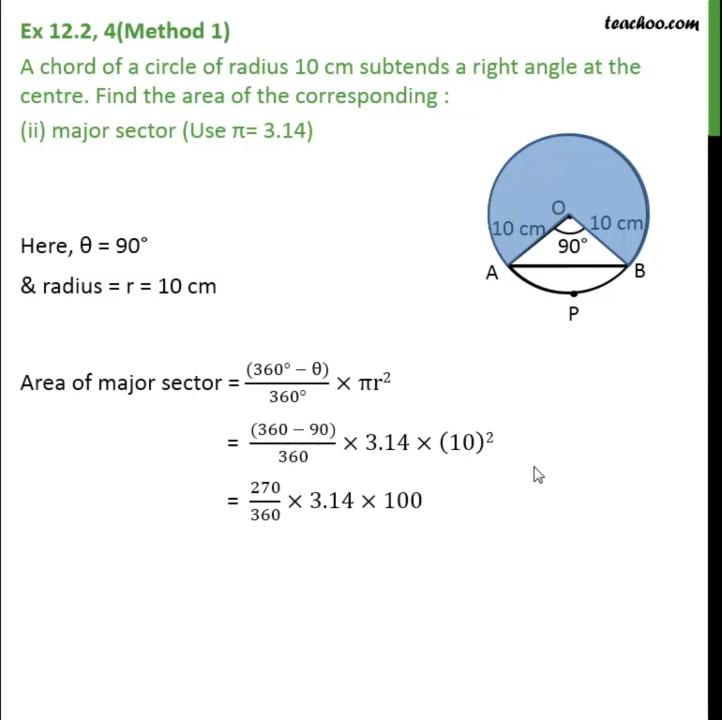 Ex 12.2, 4(Method 1)
teachoo.com
A chord of a circle of radius 10 cm subtends a right angle at the
centre. Find the area of the corresponding :
(ii) major sector (Use π= 3.14)
O
10 cm
10 cm
90°
A
B
P
Here, θ = 90°
& radius = r = 10 cm
Area of major sector = (360° – θ)/360° × πr²
= (360 – 90)/360 × 3.14 × (10)²
= 270/360 × 3.14 × 100